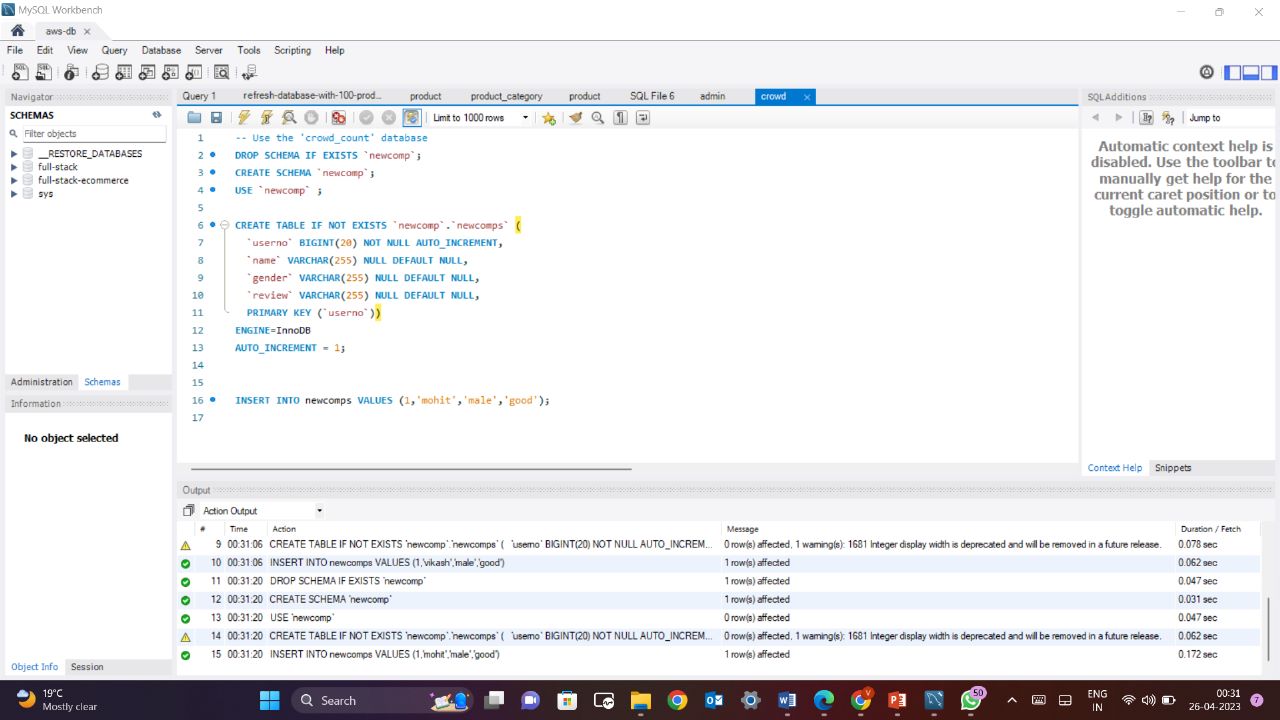 MySQL Workbench
aws-db
File Edit View Query Database Server Tools Scripting Help
Navigator
SCHEMAS
Filter objects
__RESTORE_DATABASES
full-stack
full-stack-ecommerce
sys
Administration Schemas
Information
No object selected
Object Info Session
Query 1 refresh-database-with-100-prod... product product_category product SQL File 6 admin crowd
Limit to 1000 rows
1 -- Use the 'crowd_count' database
2 DROP SCHEMA IF EXISTS `newcomp`;
3 CREATE SCHEMA `newcomp`;
4 USE `newcomp` ;
5
6 CREATE TABLE IF NOT EXISTS `newcomp`.`newcomps` (
7 `userno` BIGINT(20) NOT NULL AUTO_INCREMENT,
8 `name` VARCHAR(255) NULL DEFAULT NULL,
9 `gender` VARCHAR(255) NULL DEFAULT NULL,
10 `review` VARCHAR(255) NULL DEFAULT NULL,
11 PRIMARY KEY (`userno`))
12 ENGINE=InnoDB
13 AUTO_INCREMENT = 1;
14
15
16 INSERT INTO newcomps VALUES (1,'mohit','male','good');
17
SQLAdditions
Jump to
Automatic context help is
disabled. Use the toolbar to
manually get help for the
current caret position or to
toggle automatic help.
Context Help Snippets
Output
Action Output
# Time Action Message Duration / Fetch
9 00:31:06 CREATE TABLE IF NOT EXISTS `newcomp`.`newcomps` ( `userno` BIGINT(20) NOT NULL AUTO_INCREM... 0 row(s) affected, 1 warning(s): 1681 Integer display width is deprecated and will be removed in a future release. 0.078 sec
10 00:31:06 INSERT INTO newcomps VALUES (1,'vikash','male','good') 1 row(s) affected 0.062 sec
11 00:31:20 DROP SCHEMA IF EXISTS `newcomp` 1 row(s) affected 0.047 sec
12 00:31:20 CREATE SCHEMA `newcomp` 1 row(s) affected 0.031 sec
13 00:31:20 USE `newcomp` 0 row(s) affected 0.047 sec
14 00:31:20 CREATE TABLE IF NOT EXISTS `newcomp`.`newcomps` ( `userno` BIGINT(20) NOT NULL AUTO_INCREM... 0 row(s) affected, 1 warning(s): 1681 Integer display width is deprecated and will be removed in a future release. 0.062 sec
15 00:31:20 INSERT INTO newcomps VALUES (1,'mohit','male','good') 1 row(s) affected 0.172 sec
19°C
Mostly clear
Search
50
ENG
IN
00:31
26-04-2023
7